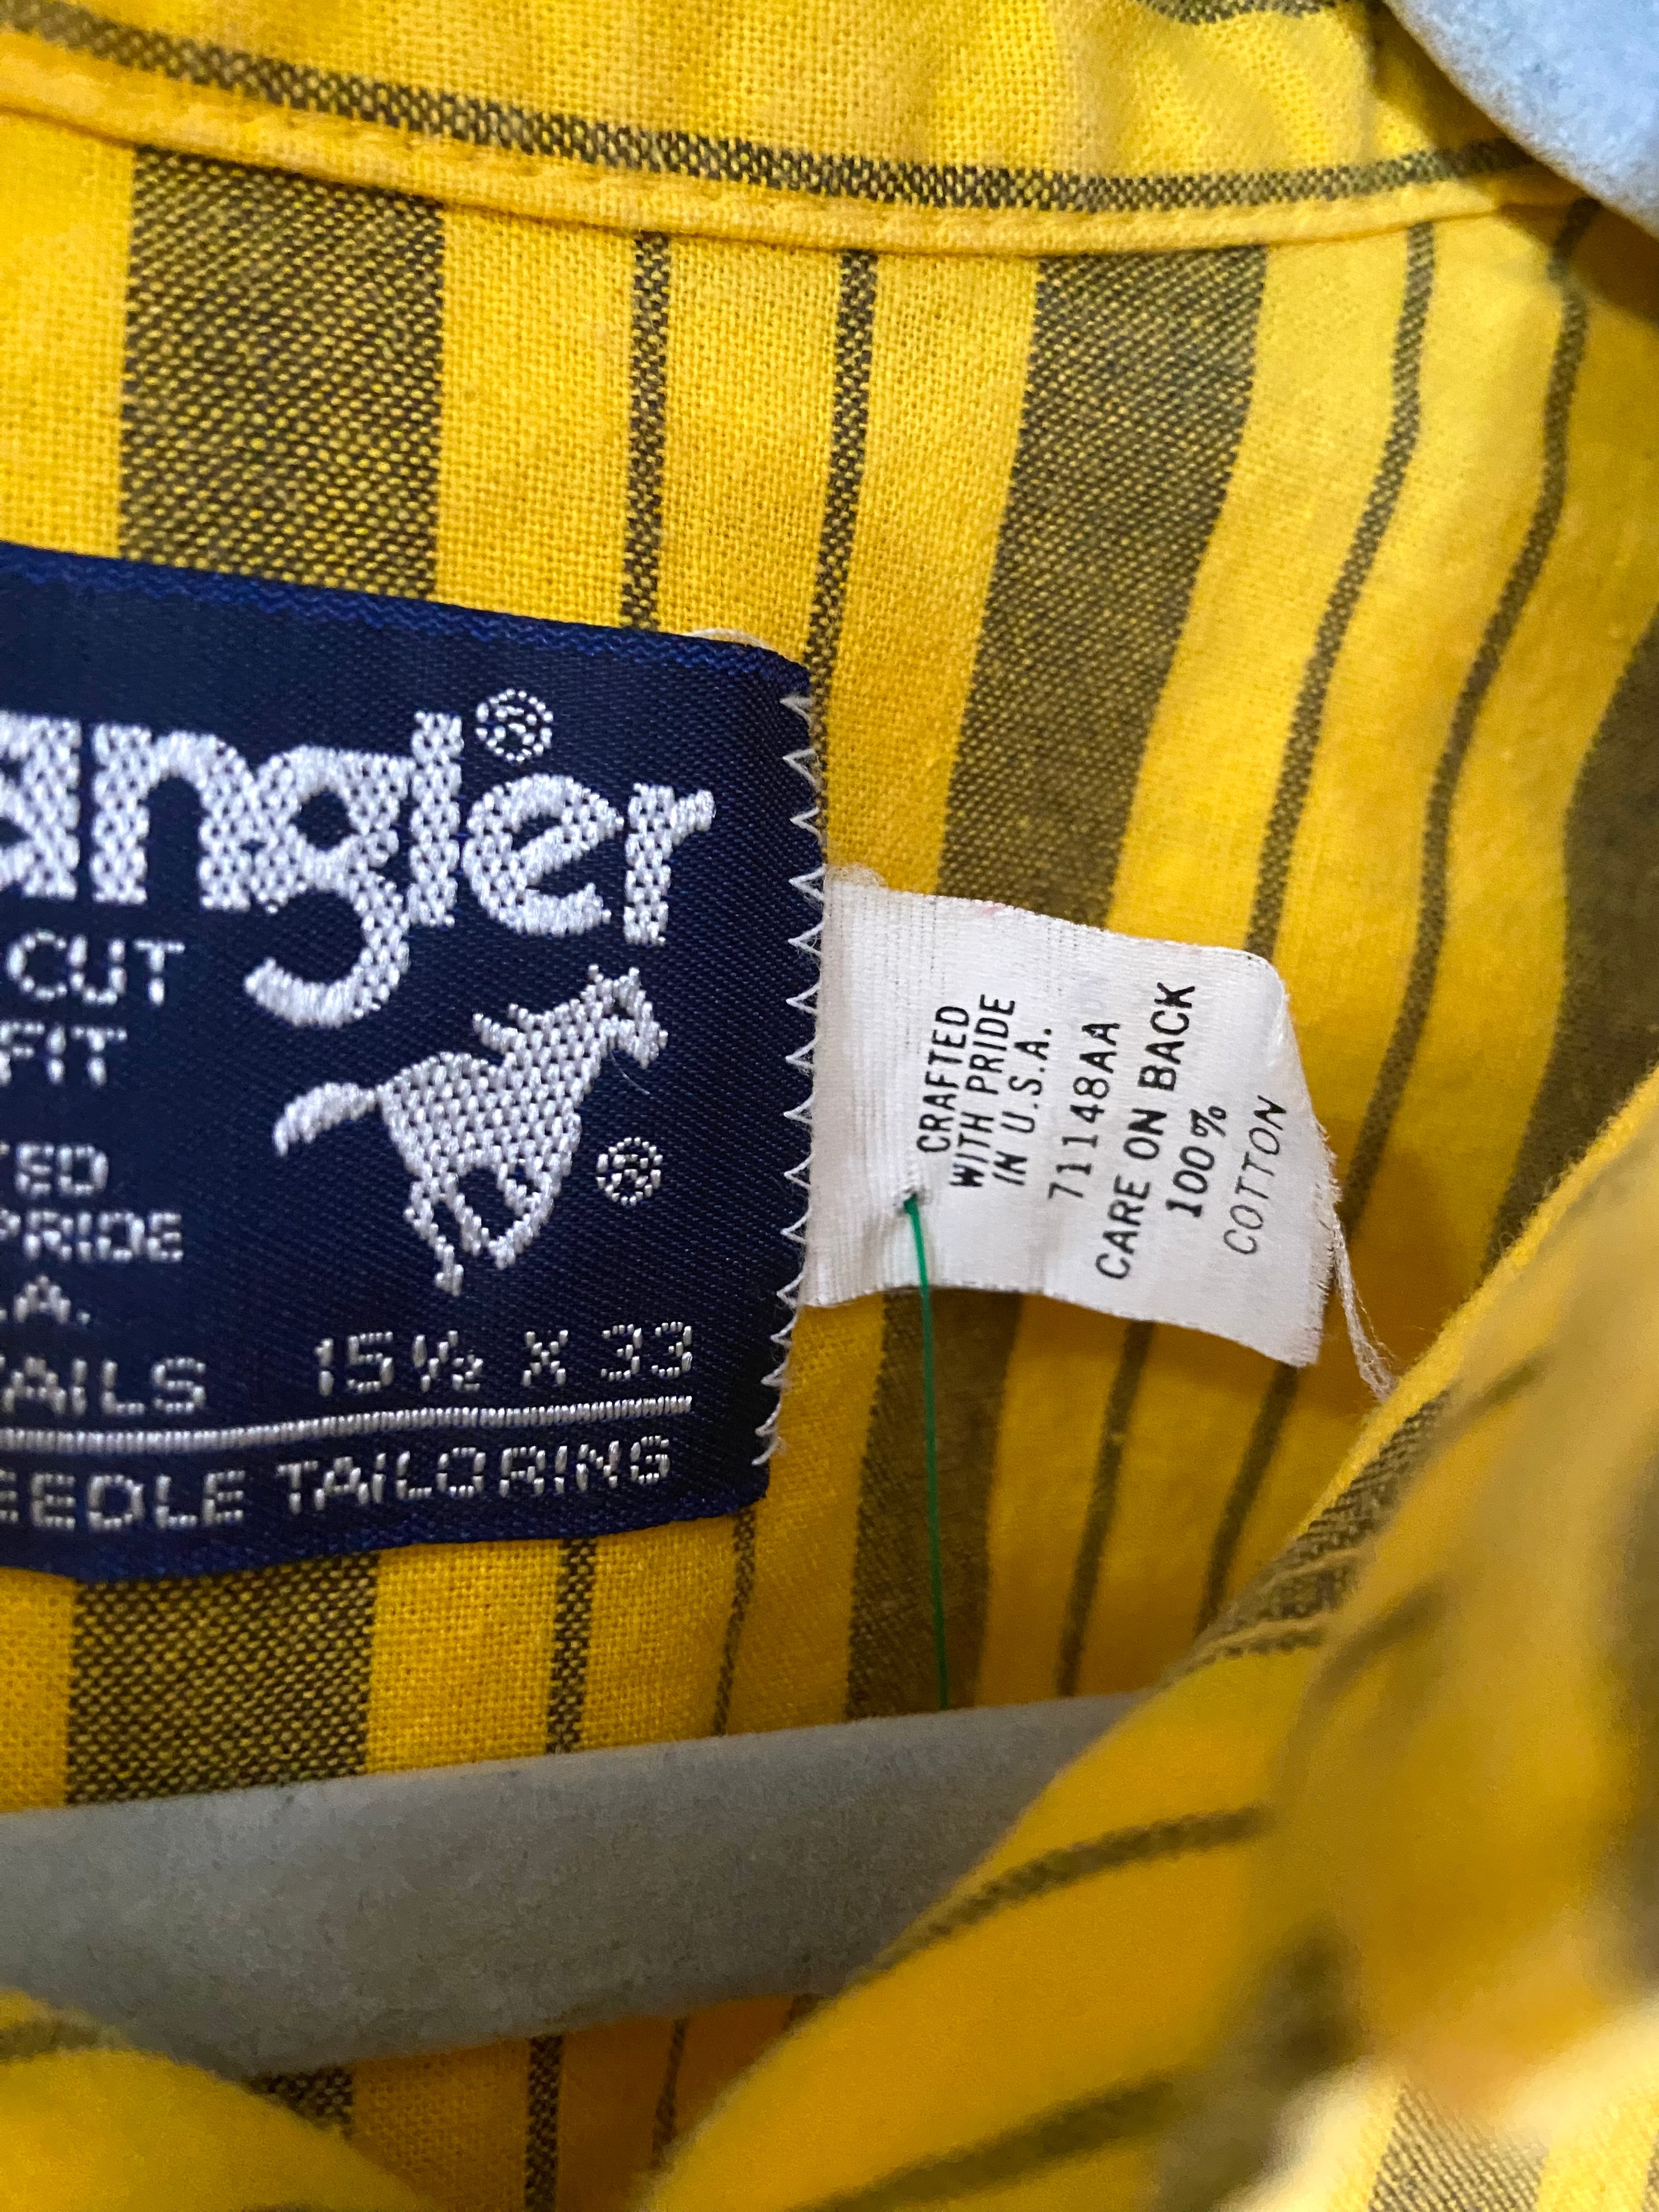 angler®
CUT
FIT
TED
PRIDE
.A.
AILS
15½ X 33
EEDLE TAILORING
®
CRAFTED
WITH PRIDE
IN U.S.A.
71148AA
CARE ON BACK
100%
COTTON